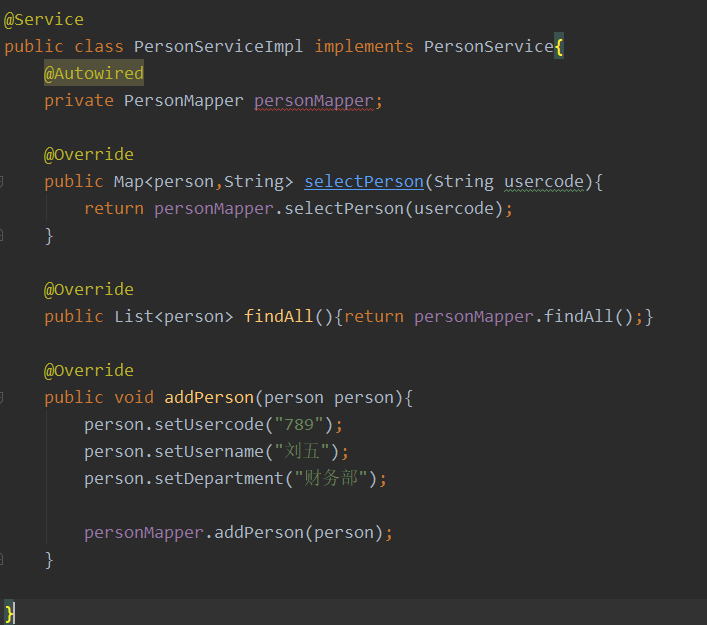 @Service
public class PersonServiceImpl implements PersonService{
@Autowired
private PersonMapper personMapper;
@Override
public Map<person,String> selectPerson(String usercode){
return personMapper.selectPerson(usercode);
}
@Override
public List<person> findAll(){return personMapper.findAll();}
@Override
public void addPerson(person person){
person.setUsercode("789");
person.setUsername("刘五");
person.setDepartment("财务部");
personMapper.addPerson(person);
}
}